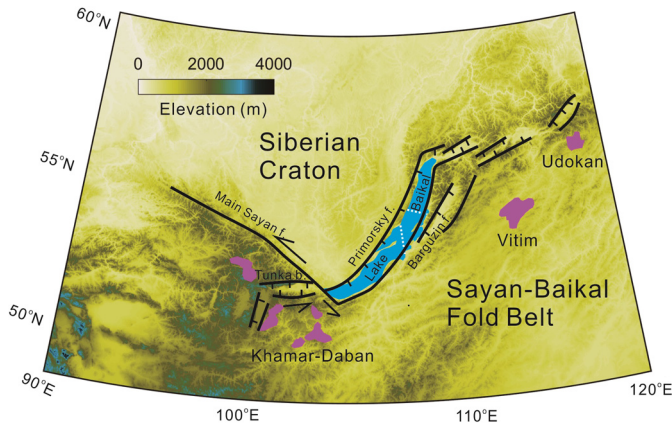 60°N
0 2000 4000
Elevation (m)
Siberian
Craton
55°N
Udokan
Main Sayan f.
Primorsky f.
Baikal
Barguzin f.
Vitim
Tunka b.
Lake
Sayan-Baikal
Fold Belt
50°N
Khamar-Daban
90°E
100°E
110°E
120°E